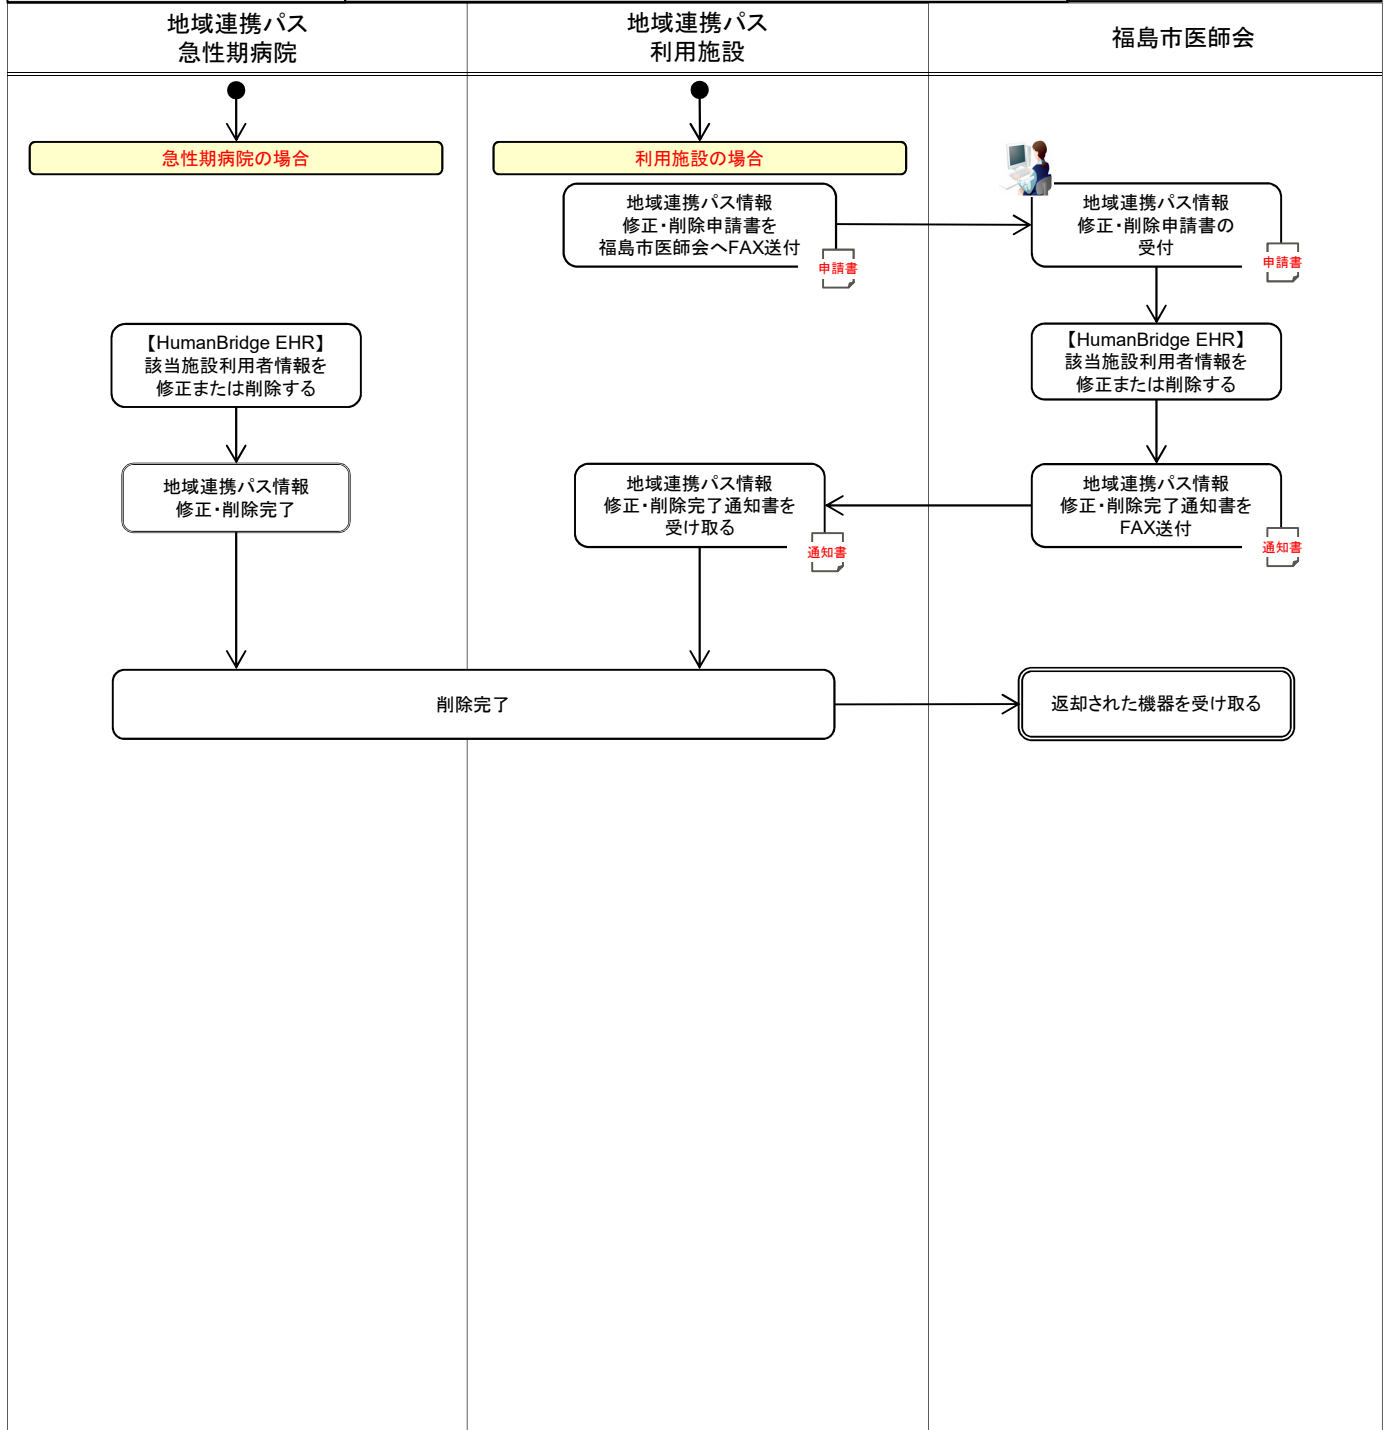 地域連携パス
急性期病院
地域連携パス
利用施設
福島市医師会
急性期病院の場合
利用施設の場合
地域連携パス情報
修正・削除申請書を
福島市医師会へFAX送付
申請書
地域連携パス情報
修正・削除申請書の
受付
申請書
【HumanBridge EHR】
該当施設利用者情報を
修正または削除する
【HumanBridge EHR】
該当施設利用者情報を
修正または削除する
地域連携パス情報
修正・削除完了
地域連携パス情報
修正・削除完了通知書を
受け取る
通知書
地域連携パス情報
修正・削除完了通知書を
FAX送付
通知書
削除完了
返却された機器を受け取る